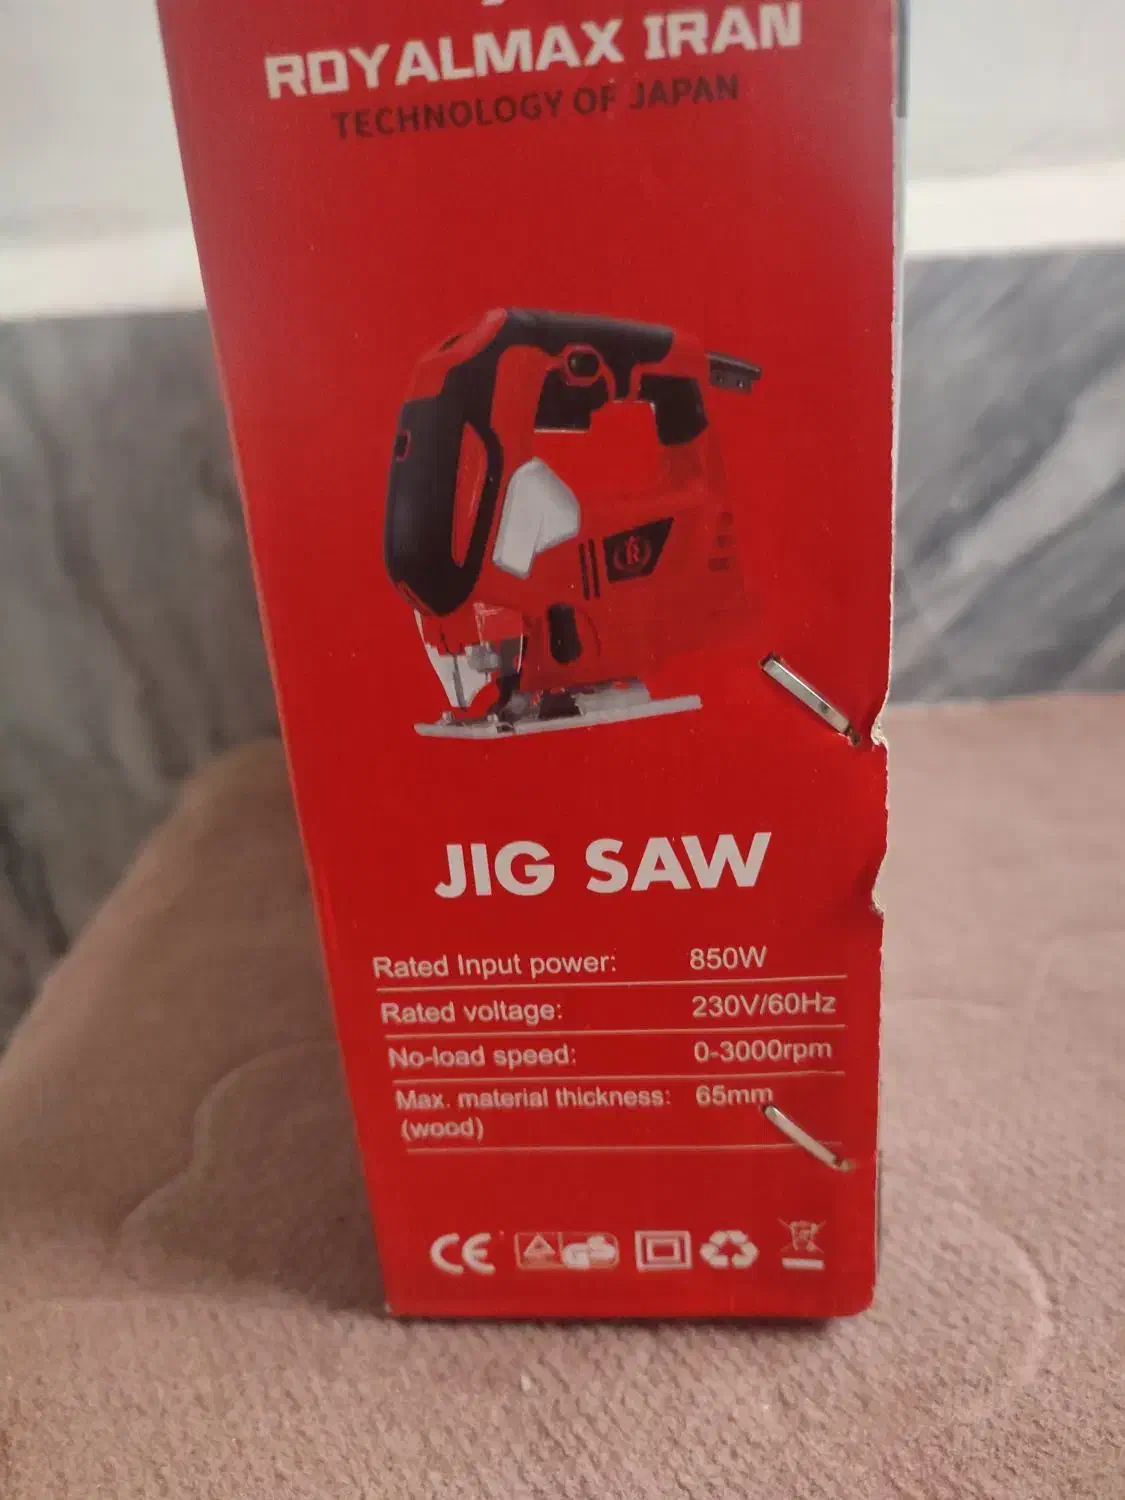 ROYALMAX IRAN
TECHNOLOGY OF JAPAN
R
JIG SAW
Rated Input power: 850W
Rated voltage: 230V/60Hz
No-load speed: 0-3000rpm
Max. material thickness: 65mm
(wood)
CE GS